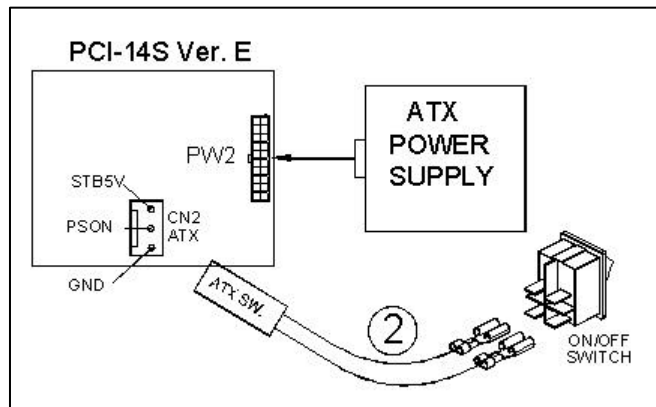 PCI-14S Ver. E
ATX
POWER
SUPPLY
PW2
STB5V
PSON
CN2
ATX
GND
ATX SW.
2
ON/OFF
SWITCH